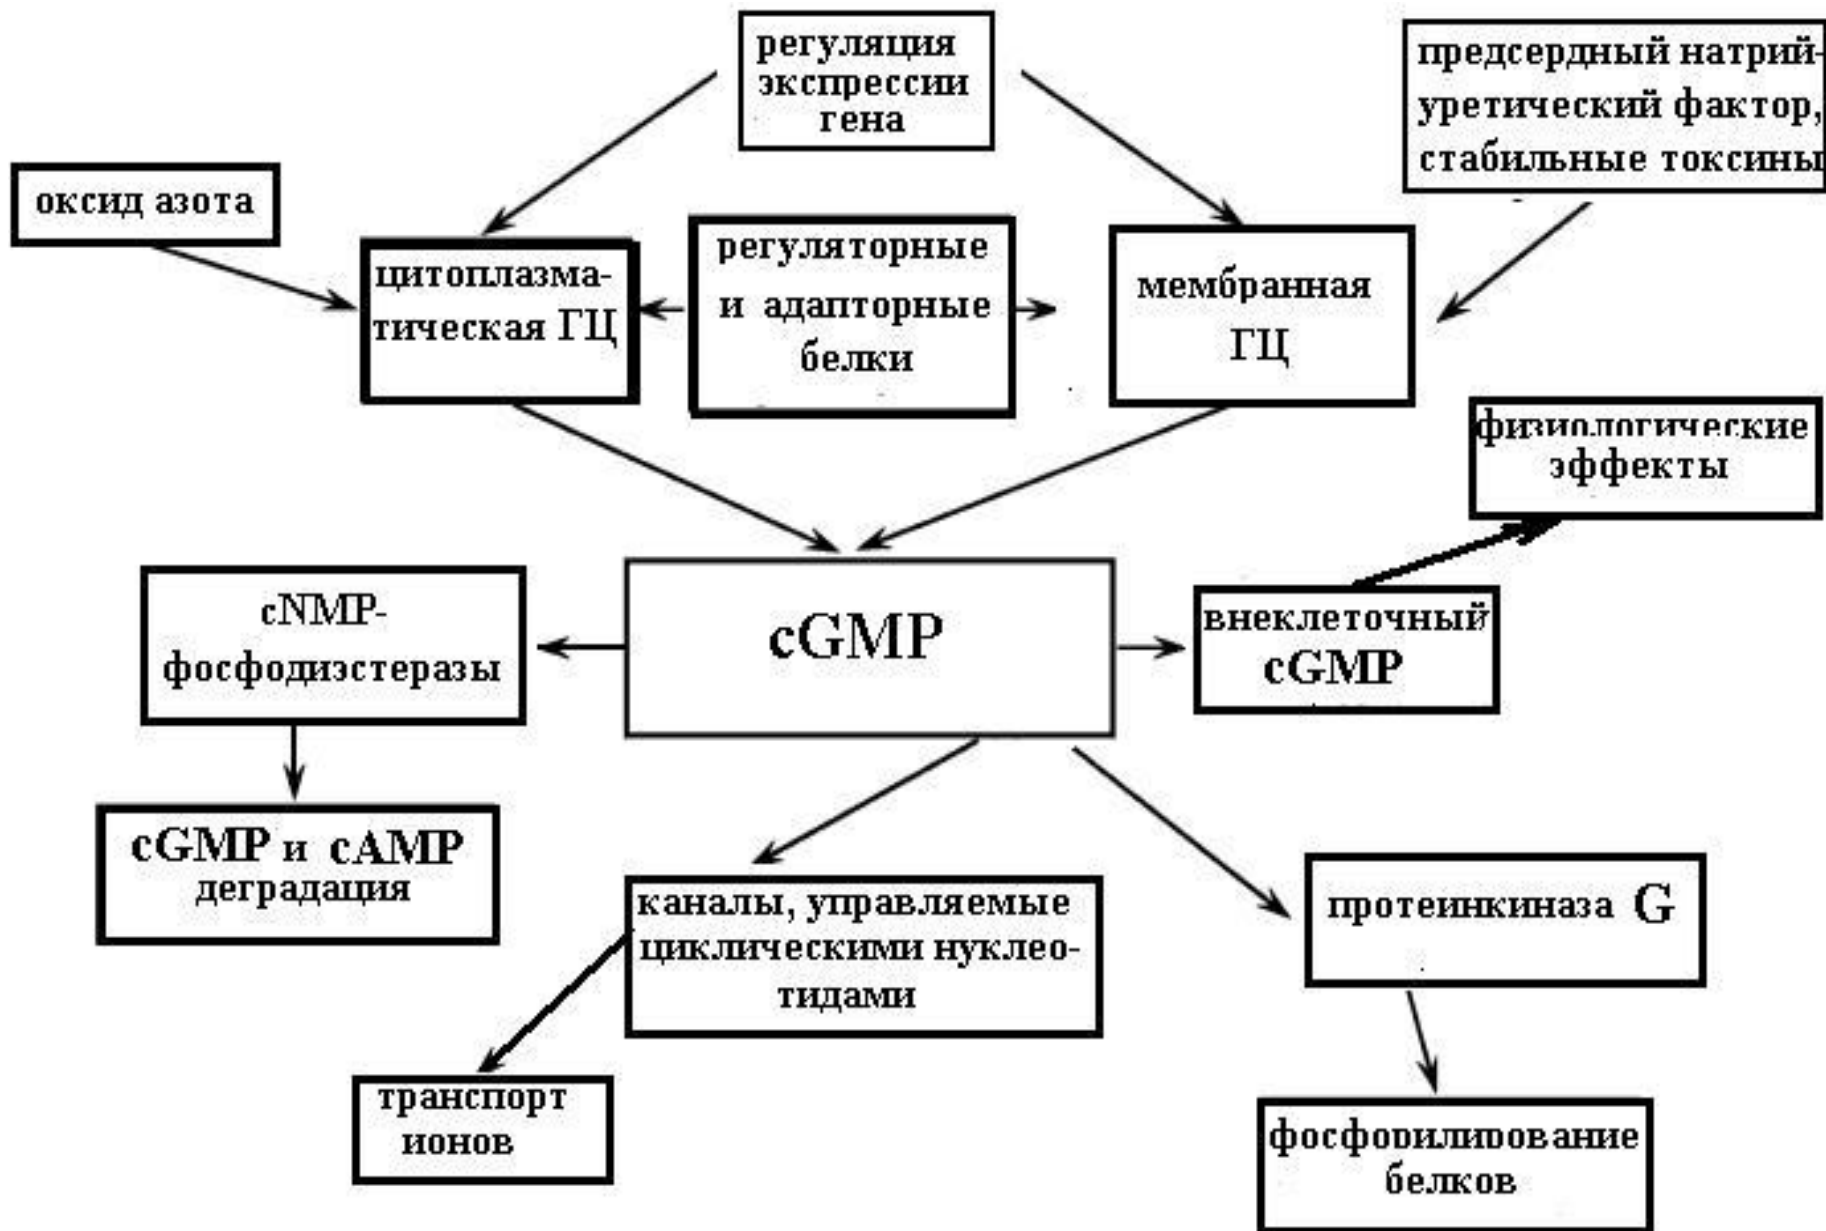 регуляция
экспрессии
гена
предсердный натрий-
уретический фактор,
стабильные токсины
оксид азота
цитоплазма-
тическая ГЦ
регуляторные
и адапторные
белки
мембранная
ГЦ
физиологические
эффекты
cNMP-
фосфодиэстеразы
cGMP
внеклеточный
cGMP
cGMP и cAMP
деградация
каналы, управляемые
циклическими нуклео-
тидами
протеинкиназа G
транспорт
ионов
фосфорилирование
белков